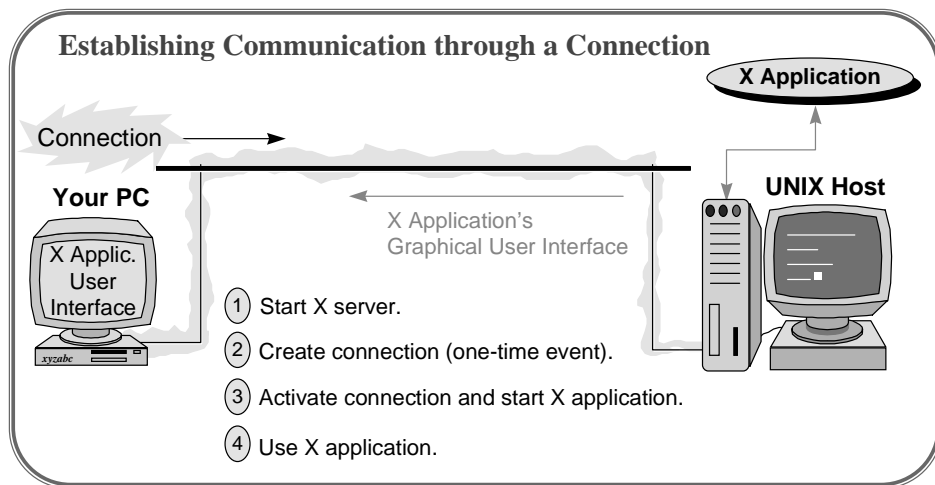 Establishing Communication through a Connection
X Application
Connection
Your PC
UNIX Host
X Application's
Graphical User Interface
X Applic.
User
Interface
xyzabc
1 Start X server.
2 Create connection (one-time event).
3 Activate connection and start X application.
4 Use X application.